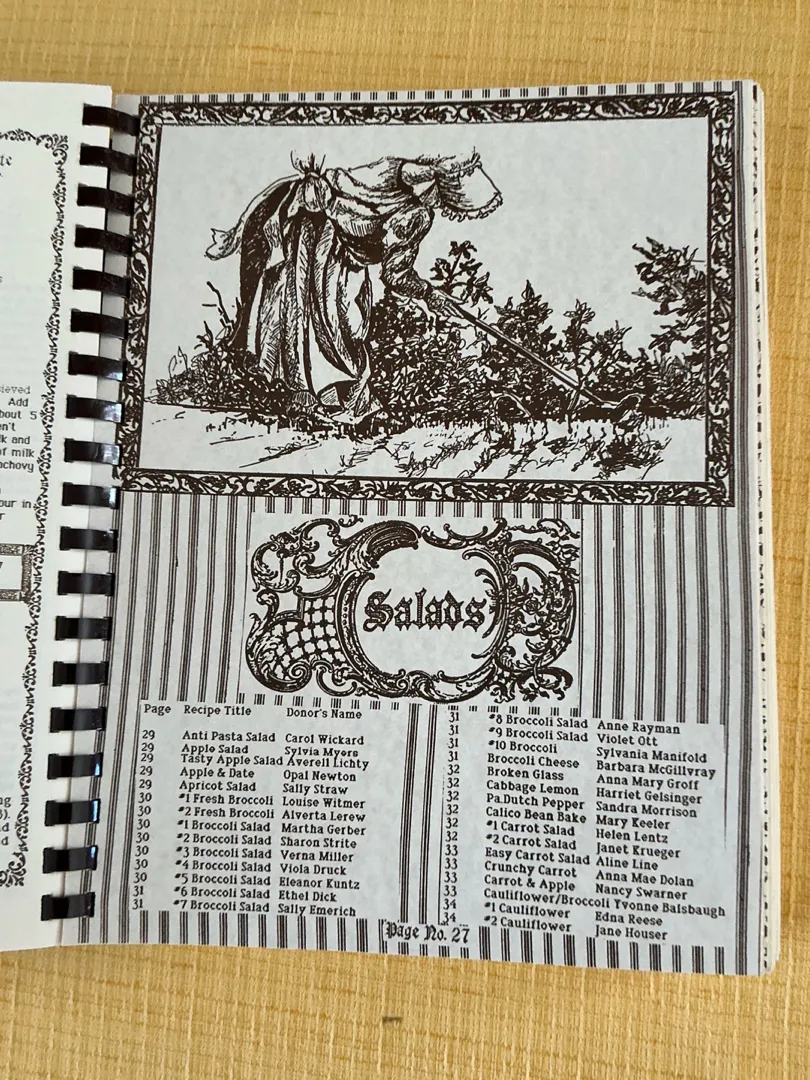 ieved
Add
bout 5
n't
k and
f milk
nchovy
our in
Salads
Page Recipe Title Donor's Name
29 Anti Pasta Salad Carol Wickard
29 Apple Salad Sylvia Myers
29 Tasty Apple Salad Averell Lichty
29 Apple & Date Opal Newton
29 Apricot Salad Sally Straw
30 #1 Fresh Broccoli Louise Witmer
30 #2 Fresh Broccoli Alverta Lerew
30 #1 Broccoli Salad Martha Gerber
30 #2 Broccoli Salad Sharon Strite
30 #3 Broccoli Salad Verna Miller
30 #4 Broccoli Salad Viola Druck
30 #5 Broccoli Salad Eleanor Kuntz
31 #6 Broccoli Salad Ethel Dick
31 #7 Broccoli Salad Sally Emerich
31 #8 Broccoli Salad Anne Rayman
31 #9 Broccoli Salad Violet Ott
31 #10 Broccoli Sylvania Manifold
31 Broccoli Cheese Barbara McGillvray
32 Broken Glass Anna Mary Groff
32 Cabbage Lemon Harriet Gelsinger
32 Pa.Dutch Pepper Sandra Morrison
32 Calico Bean Bake Mary Keeler
32 #1 Carrot Salad Helen Lentz
32 #2 Carrot Salad Janet Krueger
33 Easy Carrot Salad Aline Line
33 Crunchy Carrot Anna Mae Dolan
33 Carrot & Apple Nancy Swarner
33 Cauliflower/Broccoli Yvonne Balsbaugh
34 #1 Cauliflower Edna Reese
34 #2 Cauliflower Jane Houser
Page No. 27